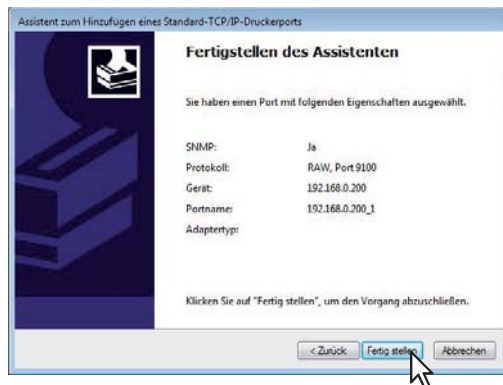 Assistent zum Hinzufügen eines Standard-TCP/IP-Druckerports
Fertigstellen des Assistenten
Sie haben einen Port mit folgenden Eigenschaften ausgewählt.
SNMP: Ja
Protokoll: RAW, Port 9100
Gerät: 192.168.0.200
Portname: 192.168.0.200_1
Adaptertyp:
Klicken Sie auf "Fertig stellen", um den Vorgang abzuschließen.
< Zurück Fertig stellen Abbrechen